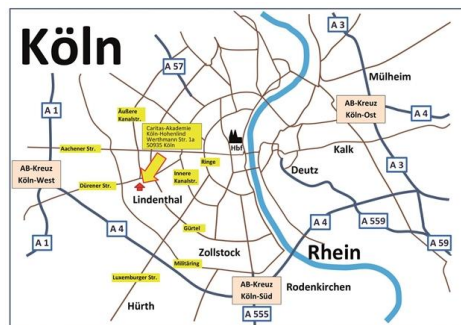 Köln
A 3
A 57
Mülheim
A 1
Äußere
Kanalstr.
AB-Kreuz
Köln-Ost
A 4
Caritas-Akademie
Köln-Hohenlind
Werthmann Str. 1a
50935 Köln
Aachener Str.
Hbf
Kalk
AB-Kreuz
Köln-West
Ringe
Innere
Kanalstr.
Deutz
A 3
Dürener Str.
Lindenthal
A 4
A 4
A 559
Gürtel
A 1
Zollstock
Rhein
A 59
Militäring
Luxemburger Str.
AB-Kreuz
Köln-Süd
Rodenkirchen
Hürth
A 555